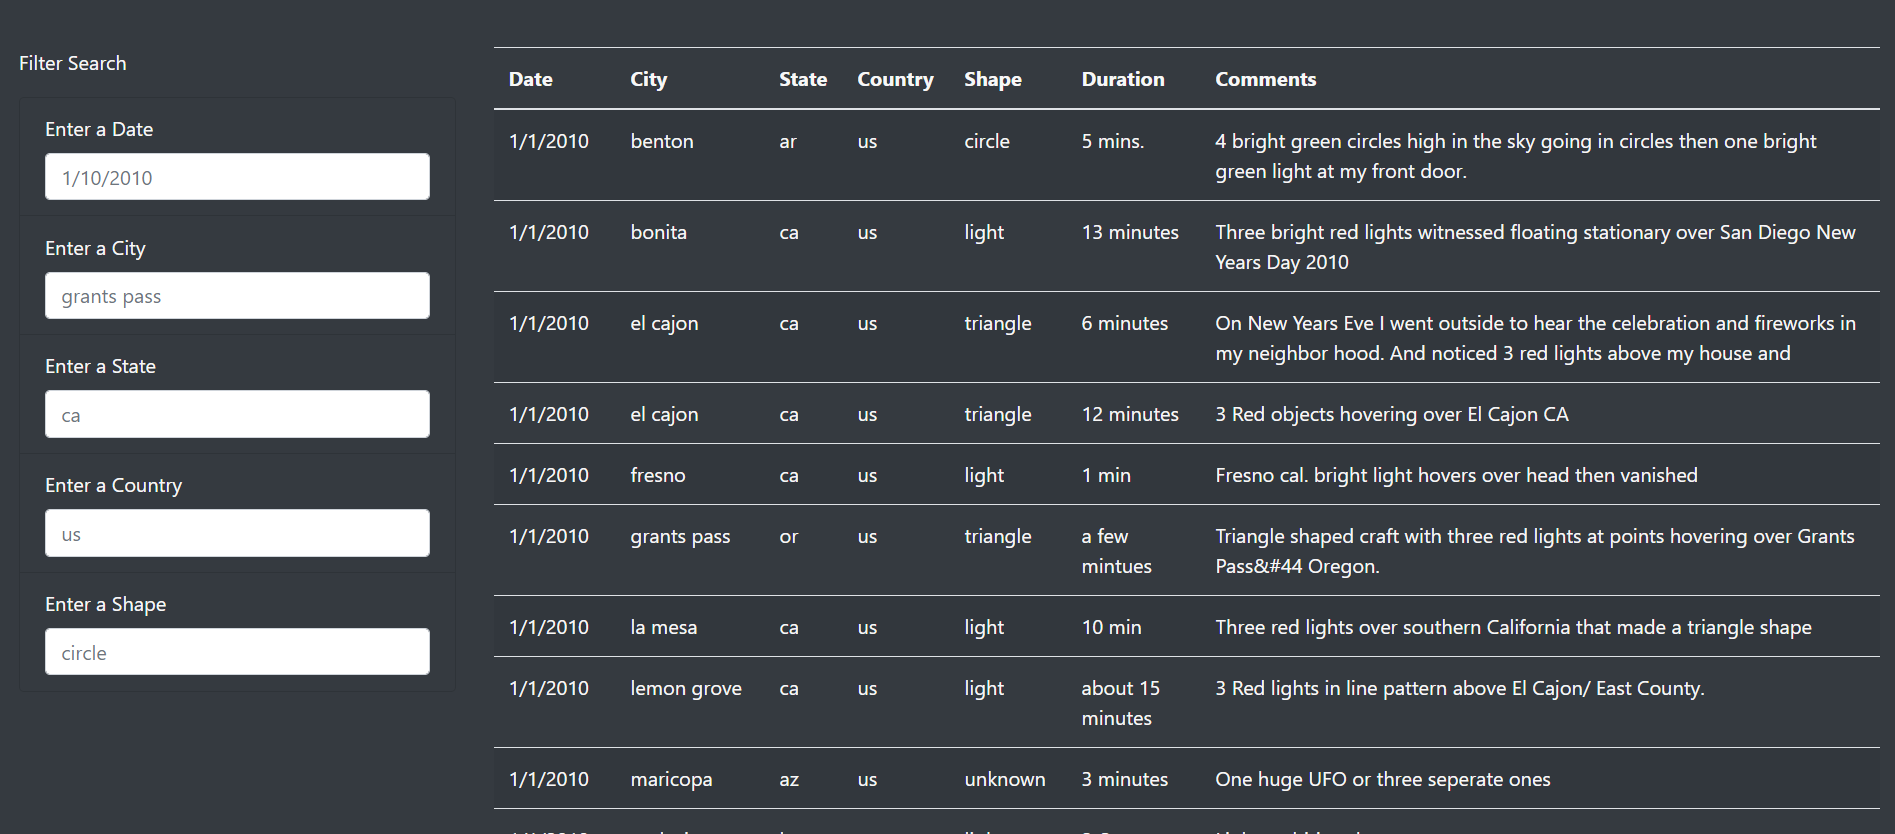 Filter Search
Enter a Date
1/10/2010
Enter a City
grants pass
Enter a State
ca
Enter a Country
us
Enter a Shape
circle
Date City State Country Shape Duration Comments
1/1/2010 benton ar us circle 5 mins. 4 bright green circles high in the sky going in circles then one bright
green light at my front door.
1/1/2010 bonita ca us light 13 minutes Three bright red lights witnessed floating stationary over San Diego New
Years Day 2010
1/1/2010 el cajon ca us triangle 6 minutes On New Years Eve I went outside to hear the celebration and fireworks in
my neighbor hood. And noticed 3 red lights above my house and
1/1/2010 el cajon ca us triangle 12 minutes 3 Red objects hovering over El Cajon CA
1/1/2010 fresno ca us light 1 min Fresno cal. bright light hovers over head then vanished
1/1/2010 grants pass or us triangle a few Triangle shaped craft with three red lights at points hovering over Grants
mintues Pass&#44 Oregon.
1/1/2010 la mesa ca us light 10 min Three red lights over southern California that made a triangle shape
1/1/2010 lemon grove ca us light about 15 3 Red lights in line pattern above El Cajon/ East County.
minutes
1/1/2010 maricopa az us unknown 3 minutes One huge UFO or three seperate ones